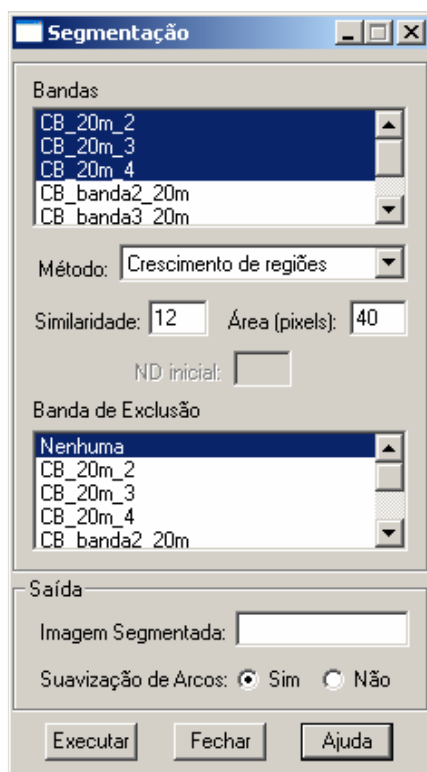 Segmentação
Bandas
CB_20m_2
CB_20m_3
CB_20m_4
CB_banda2_20m
CB_banda3_20m
Método: Crescimento de regiões
Similaridade: 12 Área (pixels): 40
ND inicial:
Banda de Exclusão
Nenhuma
CB_20m_2
CB_20m_3
CB_20m_4
CB_banda2_20m
Saída
Imagem Segmentada:
Suavização de Arcos: Sim Não
Executar Fechar Ajuda